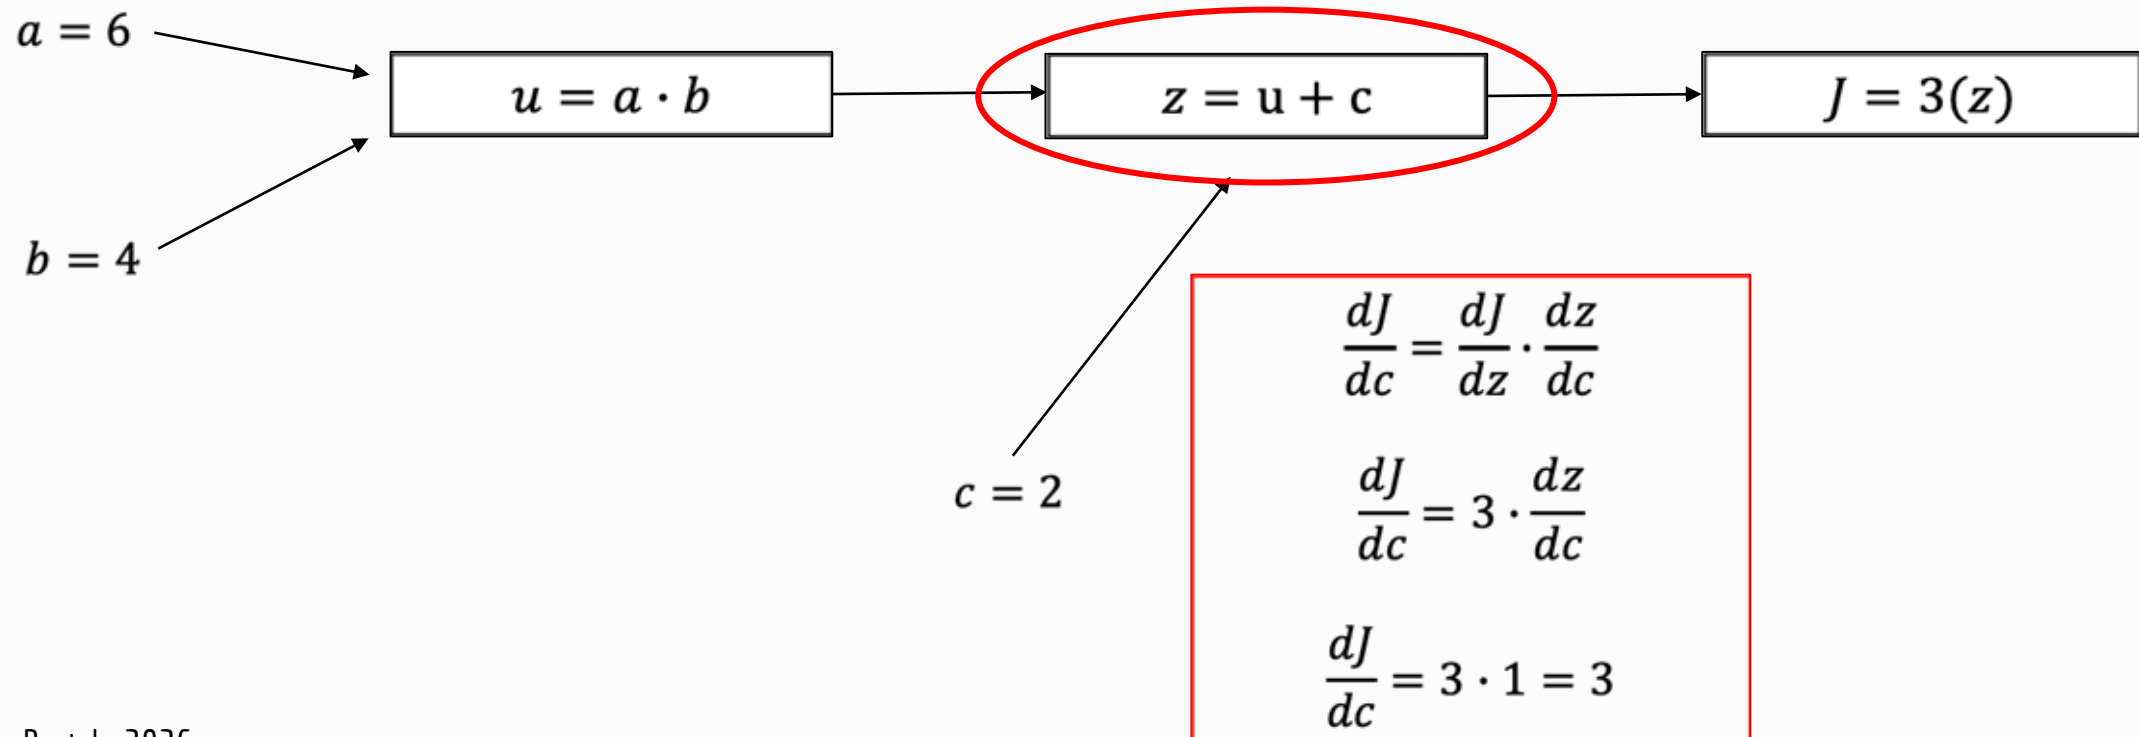 a = 6
u = a · b
z = u + c
J = 3(z)
b = 4
c = 2
dJ/dc = dJ/dz · dz/dc
dJ/dc = 3 · dz/dc
dJ/dc = 3 · 1 = 3